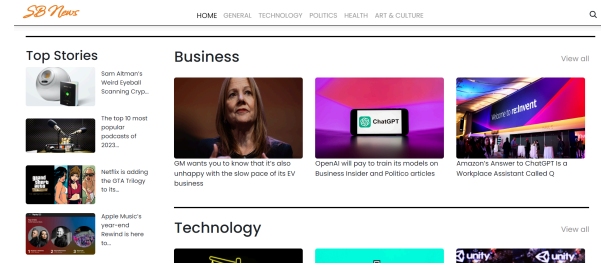 SB News
HOME GENERAL TECHNOLOGY POLITICS HEALTH ART & CULTURE
Top Stories
Sam Altman's
Weird Eyeball
Scanning Cryp...
The top 10 most
popular
podcasts of
2023...
Netflix is adding
the GTA Trilogy
to its...
Apple Music's
year-end
Rewind is here
to...
Business
View all
GM wants you to know that it's also
unhappy with the slow pace of its EV
business
ChatGPT
OpenAI will pay to train its models on
Business Insider and Politico articles
Welcome to re:Invent
Amazon's Answer to ChatGPT Is a
Workplace Assistant Called Q
Technology
View all
unity
unity